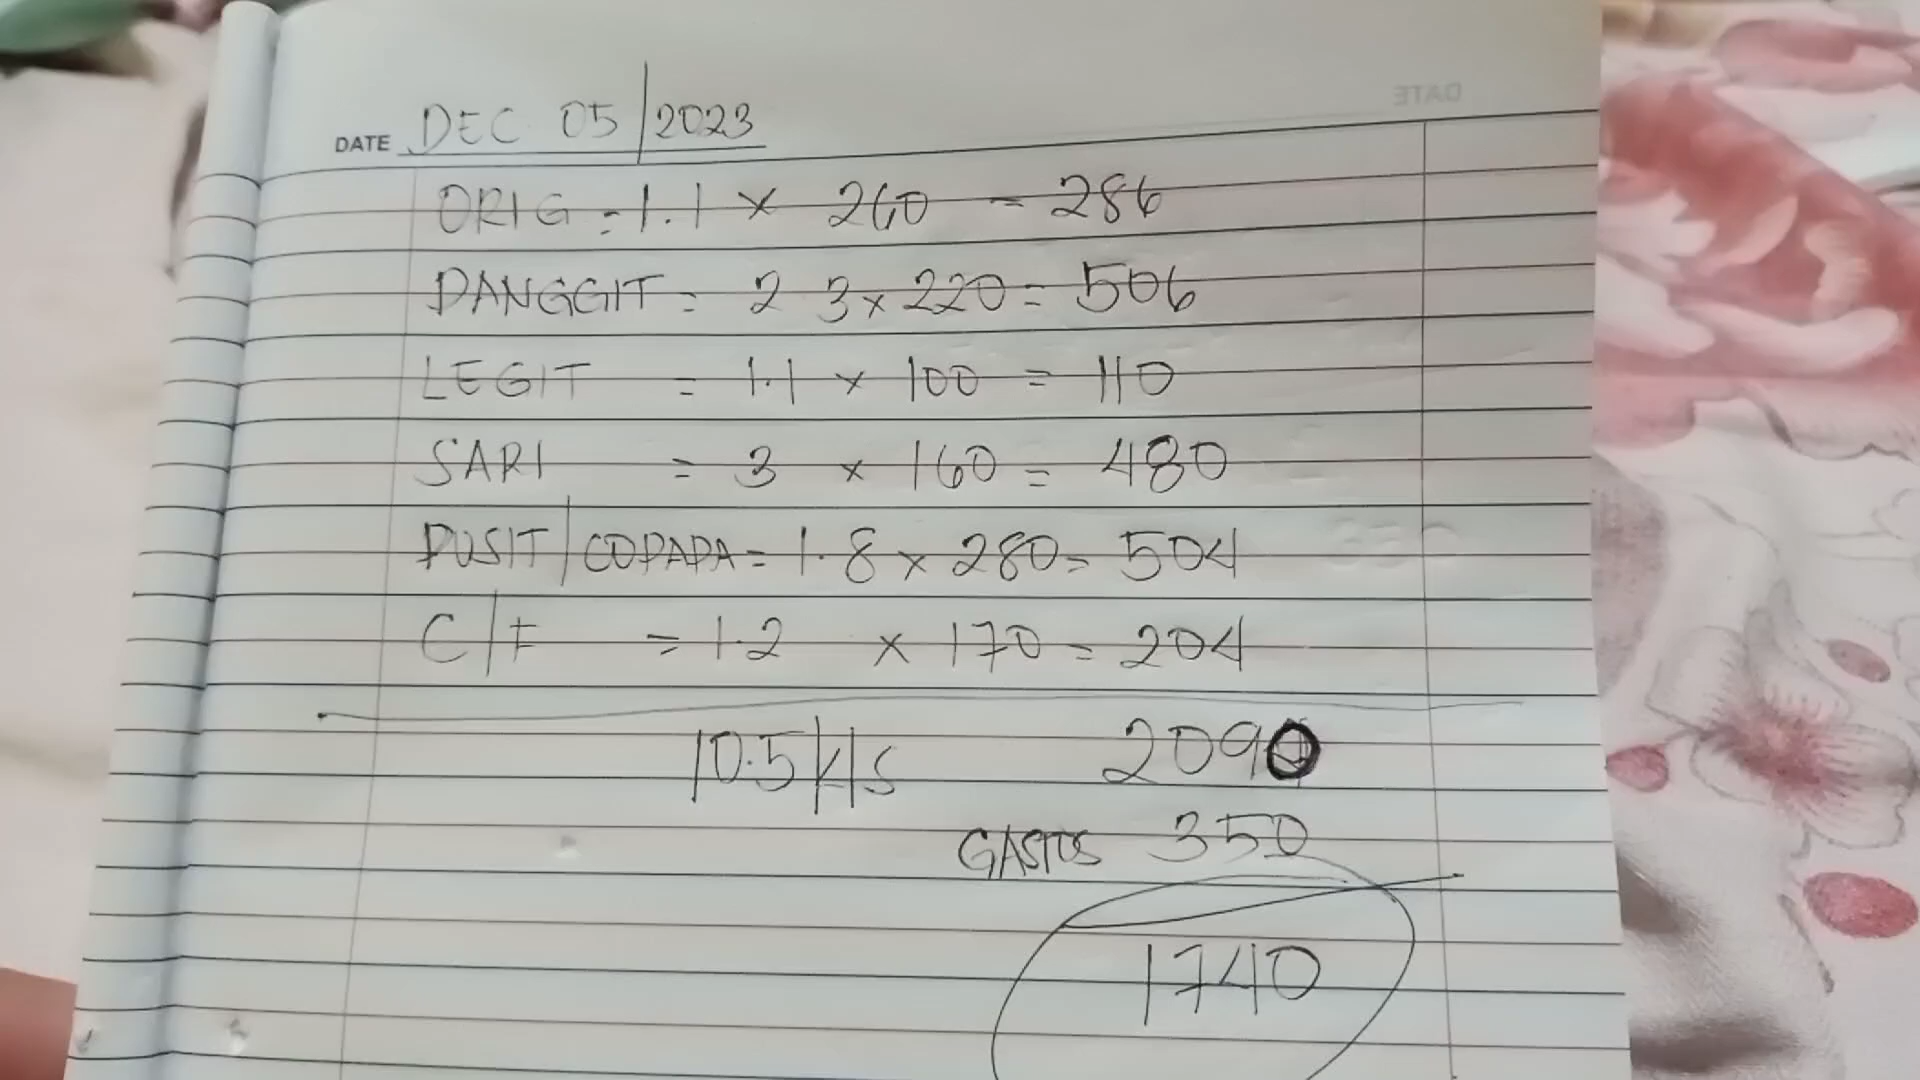 DATE DEC 05/2023
ORIG = 1.1 × 260 = 286
DANGGIT = 2 3 × 220 = 506
LEGIT = 1.1 × 100 = 110
SARI = 3 × 160 = 480
PUSIT/COPAPA = 1.8 × 280 = 504
C/F = 1.2 × 170 = 204
10.5 kls 2090
GASTOS 350
1740